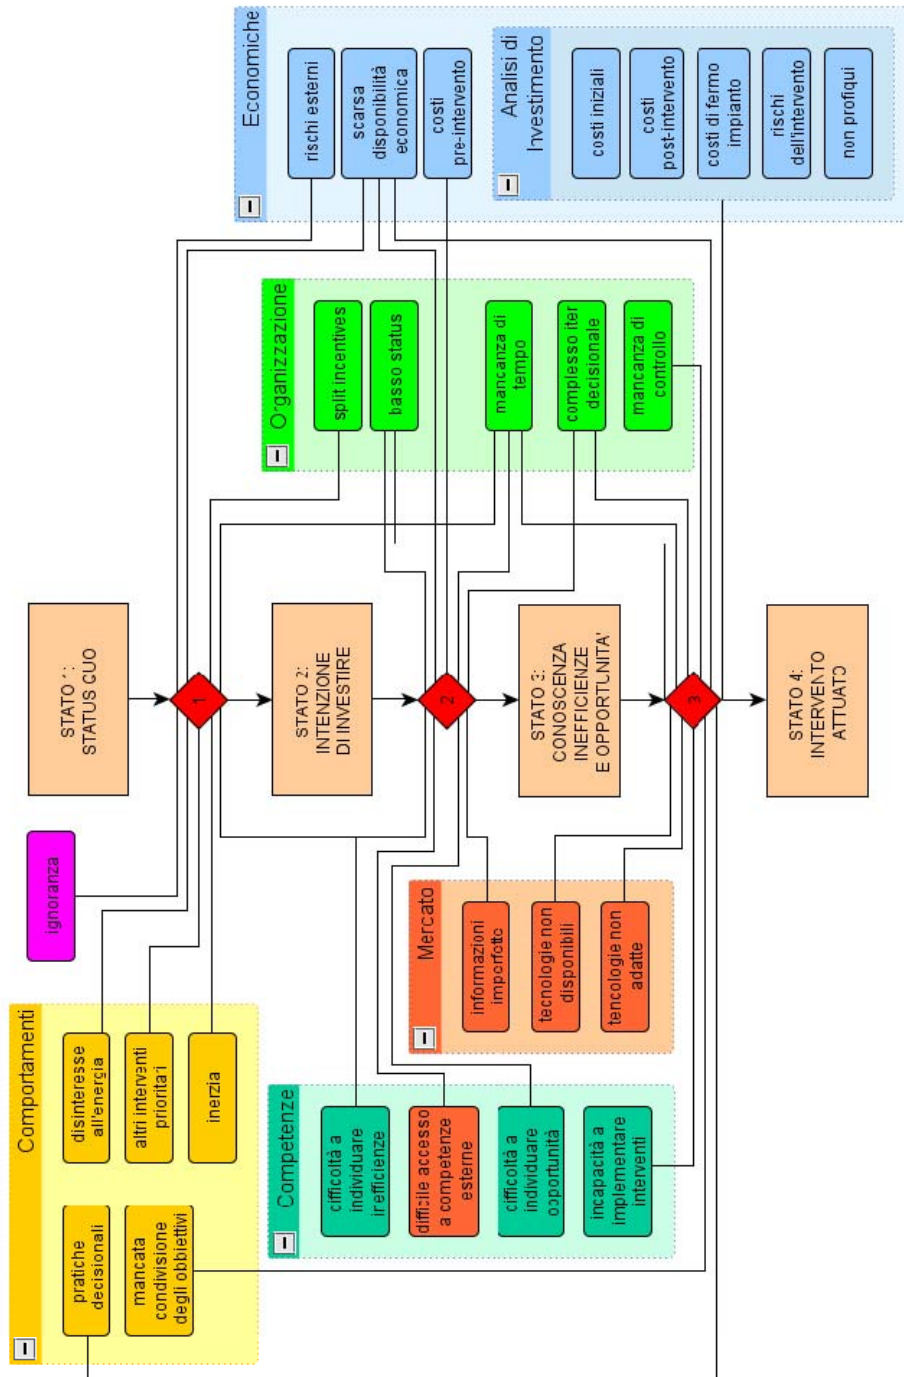 Comportamenti
pratiche
decisionali
mancata
condivisione
degli obbiettivi
disinteresse
all'energia
altri interventi
prioritari
inerzia
ignoranza
Competenze
cifficoltà a
individuare
inefficienze
difficile accesso
a competenze
esterne
cifficoltà a
individuare
opportunità
incapacità a
implementare
interventi
Mercato
informazioni
imperfette
tecnologie non
disponibili
tencologie non
adatte
STATO 1:
STATUS QUO
1
STATO 2:
INTENZIONE
DI INVESTIRE
2
STATO 3:
CONOSCENZA
INEFFICIENZE
E OPPORTUNITA'
3
STATO 4:
INTERVENTO
ATTUATO
Organizzazione
split incentives
basso status
mancanza di
tempo
complesso iter
decisionale
mancanza di
controllo
Economiche
rischi esterni
scarsa
disponibilità
economica
costi
pre-intervento
Analisi di
Investimento
costi iniziali
costi
post-intervento
costi di fermo
impianto
rischi
dell'intervento
non profiqui